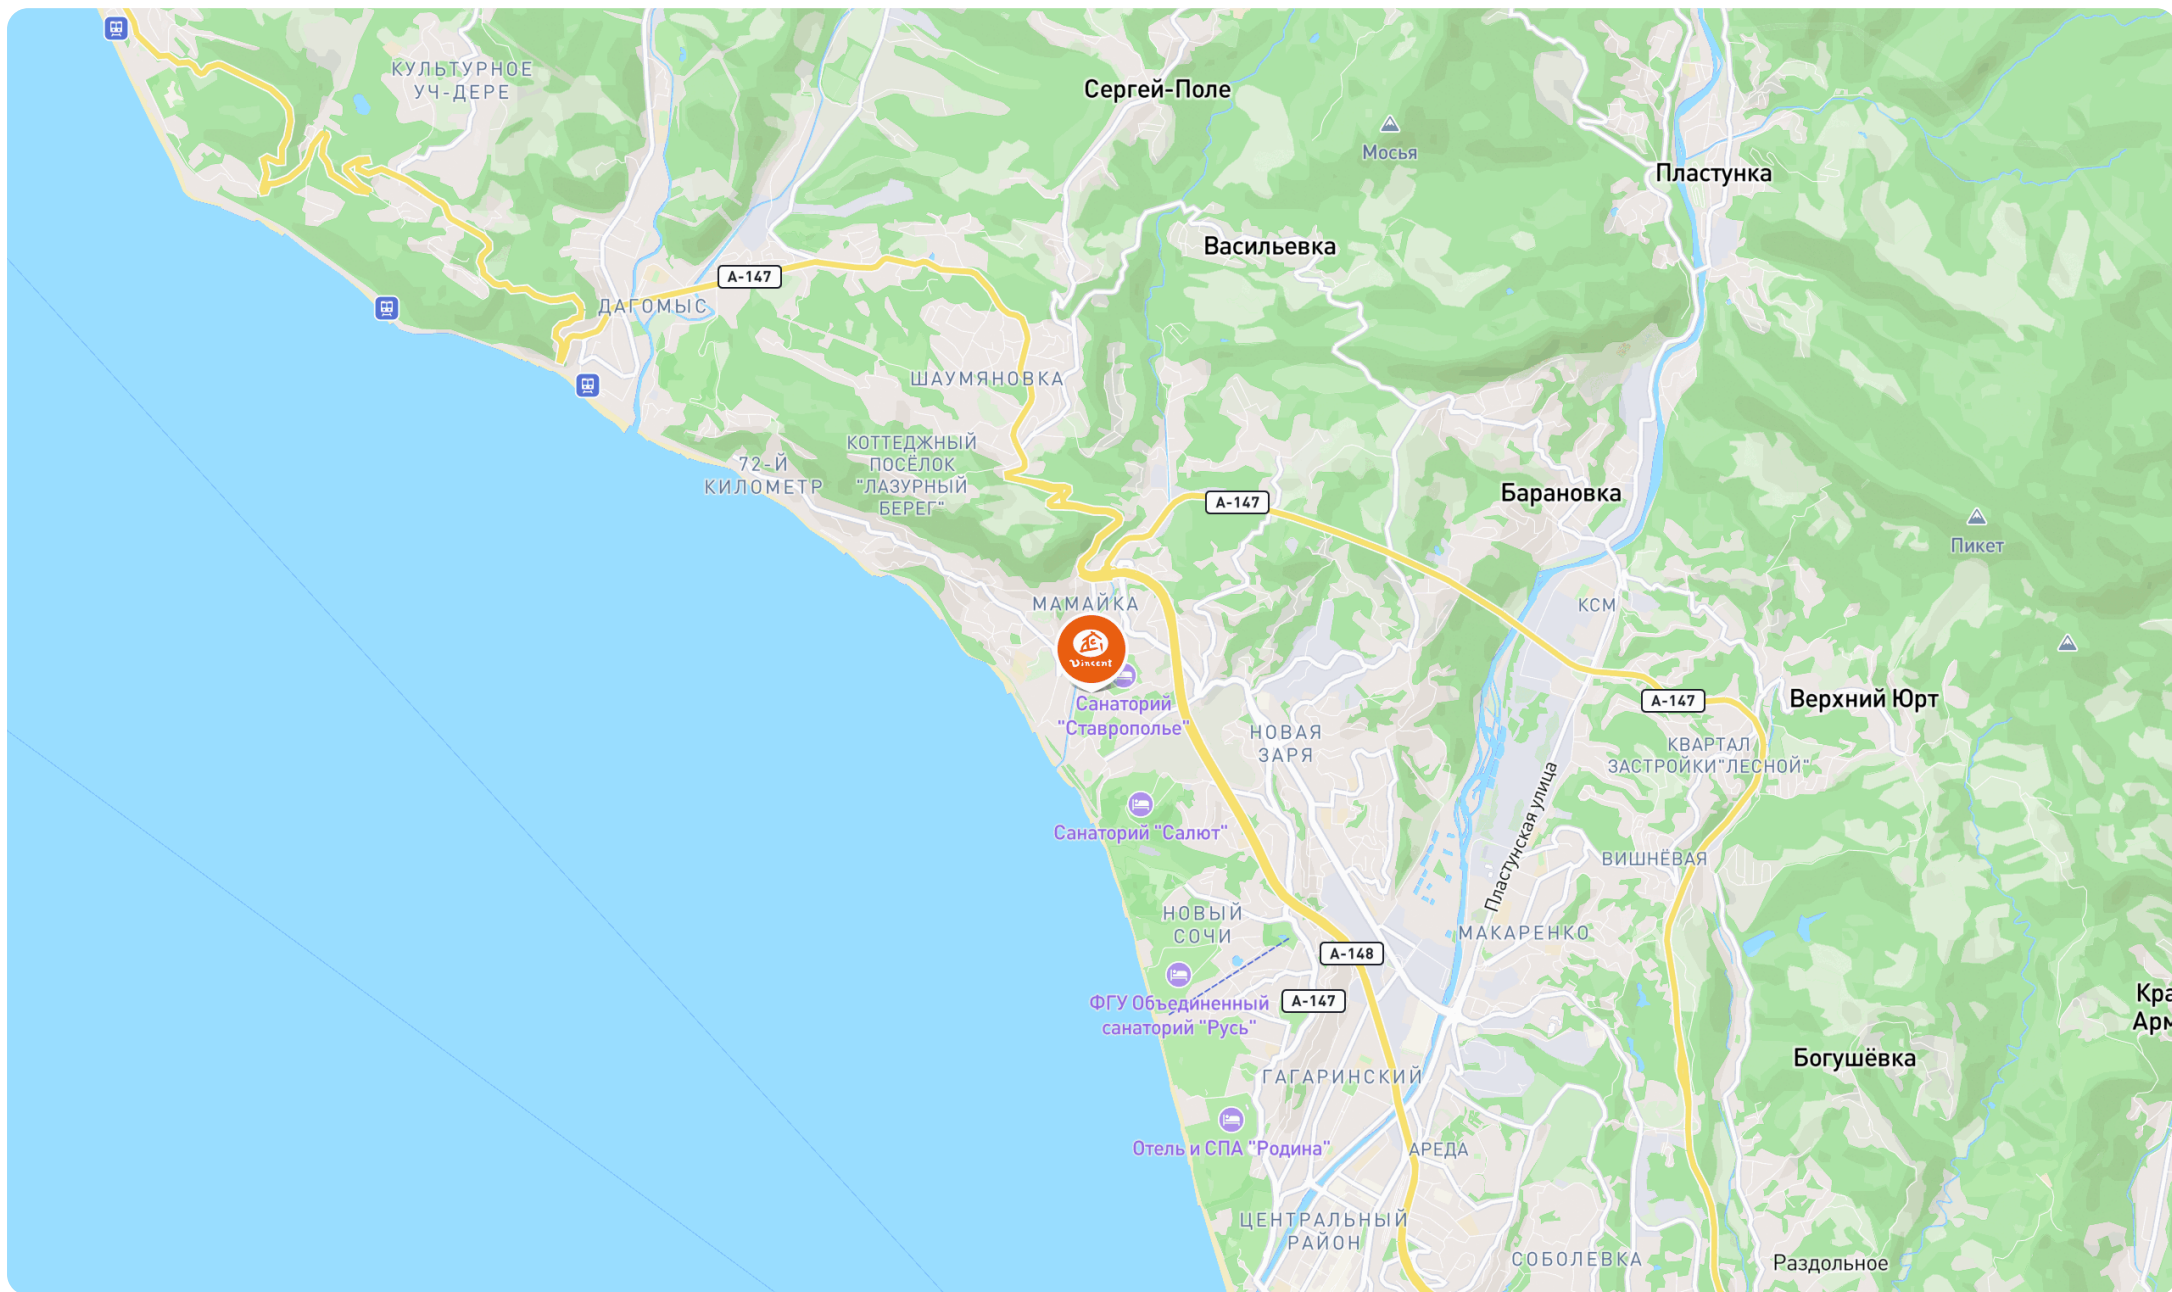 КУЛЬТУРНОЕ
УЧ-ДЕРЕ
Сергей-Поле
Мосья
Пластунка
Васильевка
А-147
ДАГОМЫС
ШАУМЯНОВКА
КОТТЕДЖНЫЙ
ПОСЁЛОК
"ЛАЗУРНЫЙ
БЕРЕГ"
72-Й
КИЛОМЕТР
А-147
Барановка
Пикет
МАМАЙКА
КСМ
Vincent
Санаторий
"Ставрополье"
А-147
Верхний Юрт
НОВАЯ
ЗАРЯ
КВАРТАЛ
ЗАСТРОЙКИ"ЛЕСНОЙ"
Пластунская улица
Санаторий "Салют"
ВИШНЁВАЯ
НОВЫЙ
СОЧИ
МАКАРЕНКО
А-148
ФГУ Объединенный
санаторий "Русь"
А-147
Кра
Арм
Богушёвка
ГАГАРИНСКИЙ
Отель и СПА "Родина"
АРЕДА
ЦЕНТРАЛЬНЫЙ
РАЙОН
СОБОЛЕВКА
Раздольное